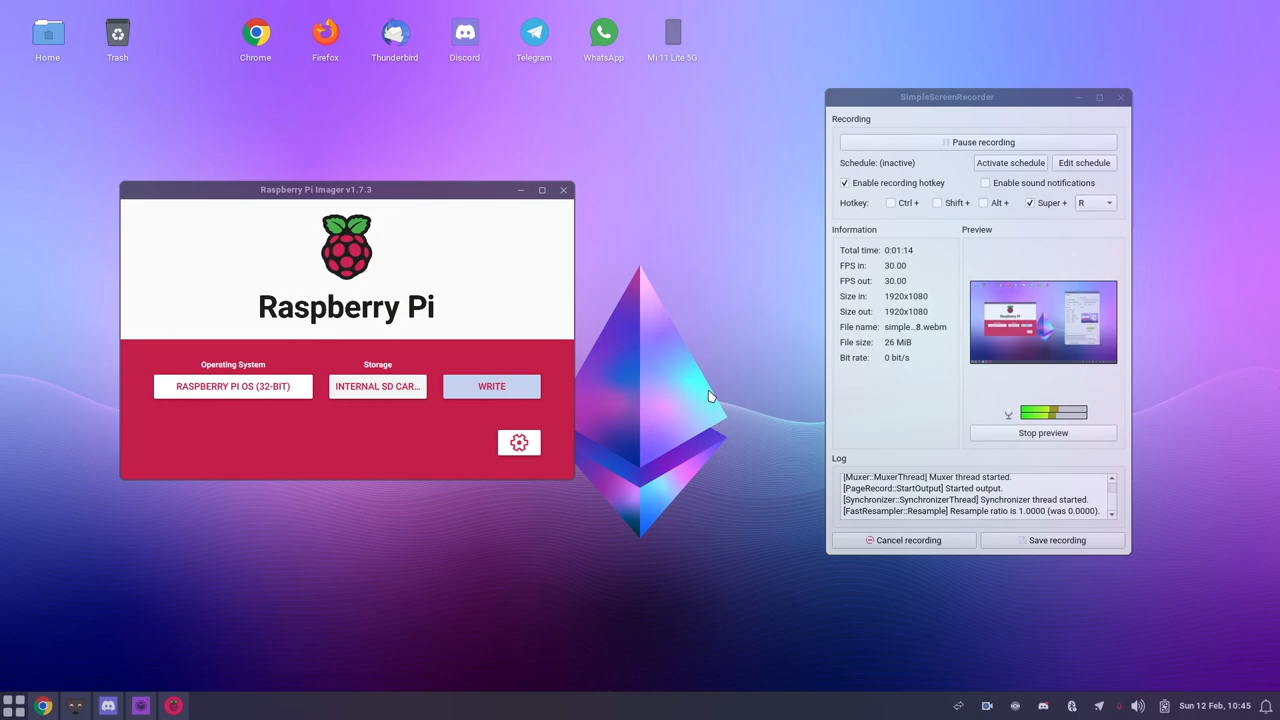 Home
Trash
Chrome
Firefox
Thunderbird
Discord
Telegram
WhatsApp
Mi 11 Lite 5G
Raspberry Pi Imager v1.7.3
Raspberry Pi
Operating System
Storage
RASPBERRY PI OS (32-BIT)
INTERNAL SD CAR...
WRITE
SimpleScreenRecorder
Recording
Pause recording
Schedule: (inactive)
Activate schedule
Edit schedule
Enable recording hotkey
Enable sound notifications
Hotkey:
Ctrl +
Shift +
Alt +
Super +
R
Information
Total time: 0:01:14
FPS in: 30.00
FPS out: 30.00
Size in: 1920x1080
Size out: 1920x1080
File name: simple...8.webm
File size: 26 MiB
Bit rate: 0 bit/s
Preview
Stop preview
Log
[Muxer::MuxerThread] Muxer thread started.
[PageRecord::StartOutput] Started output.
[Synchronizer::SynchronizerThread] Synchronizer thread started.
[FastResampler::Resample] Resample ratio is 1.0000 (was 0.0000).
Cancel recording
Save recording
Sun 12 Feb, 10:45